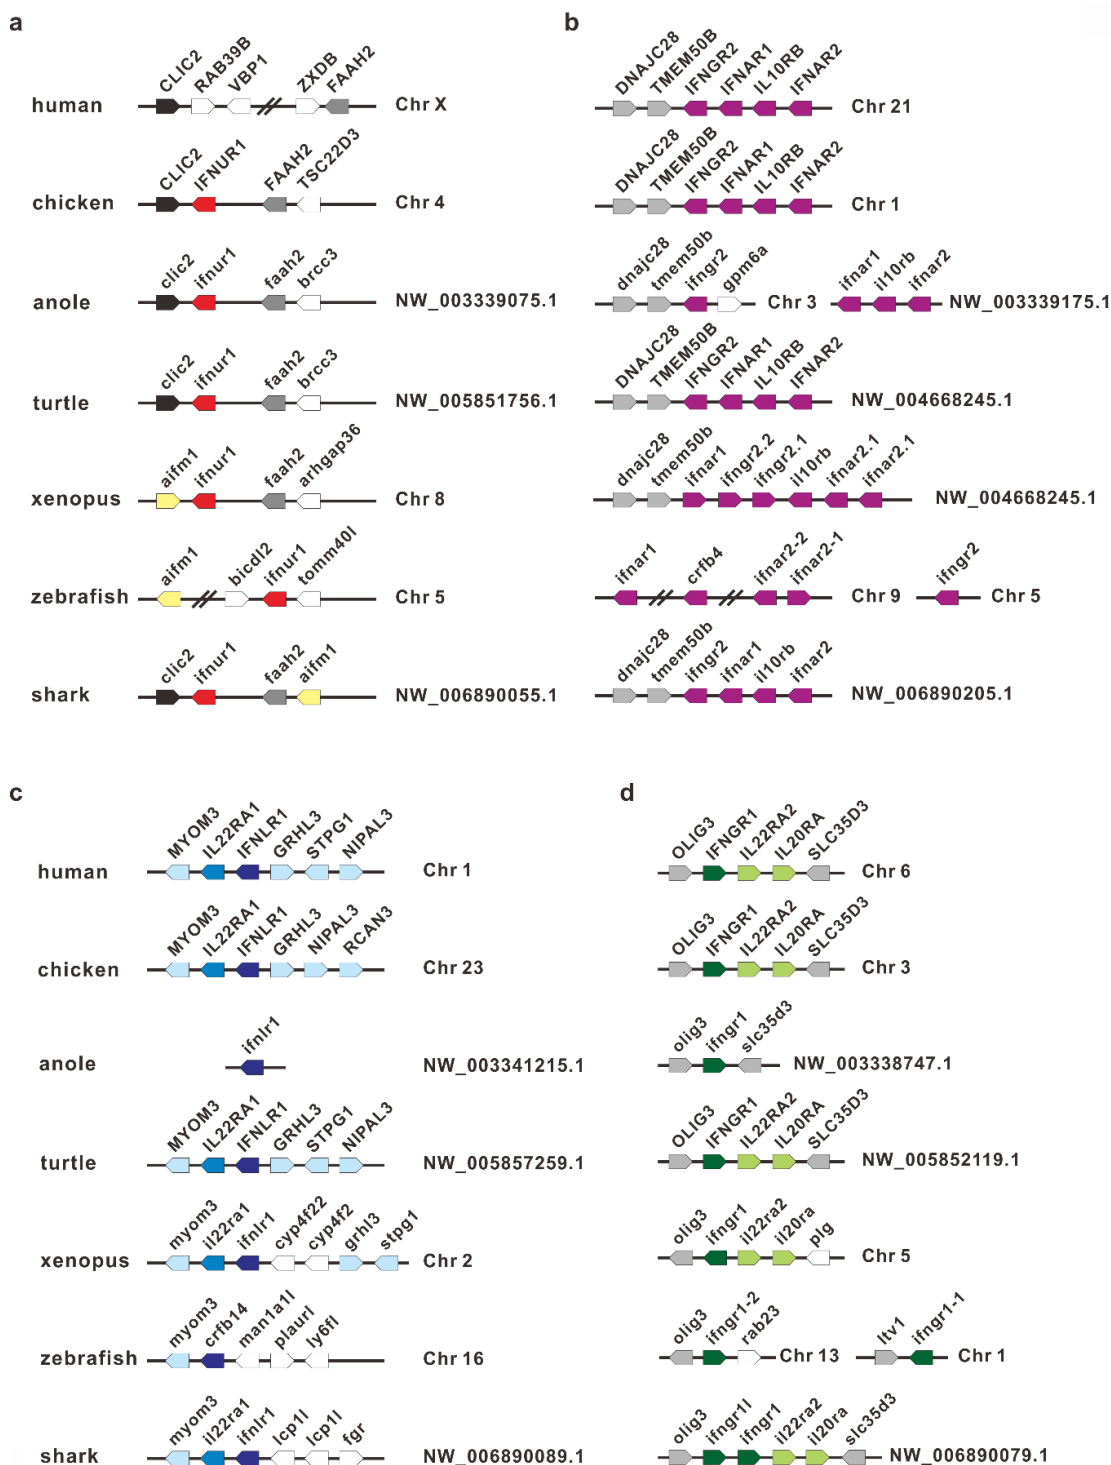 a
CLIC2 RAB39B VBP1 ZXDB FAAH2
human Chr X
CLIC2 IFNUR1 FAAH2 TSC22D3
chicken Chr 4
clic2 ifnur1 faah2 brcc3
anole NW_003339075.1
clic2 ifnur1 faah2 brcc3
turtle NW_005851756.1
aifm1 ifnur1 faah2 arhgap36
xenopus Chr 8
aifm1 bicdl2 ifnur1 tomm40l
zebrafish Chr 5
clic2 ifnur1 faah2 aifm1
shark NW_006890055.1
b
DNAJC28 TMEM50B IFNGR2 IFNAR1 IL10RB IFNAR2
Chr 21
DNAJC28 TMEM50B IFNGR2 IFNAR1 IL10RB IFNAR2
Chr 1
dnajc28 tmem50b ifngr2 gpm6a ifnar1 il10rb ifnar2
Chr 3 NW_003339175.1
DNAJC28 TMEM50B IFNGR2 IFNAR1 IL10RB IFNAR2
NW_004668245.1
dnajc28 tmem50b ifnar1 ifngr2.2 ifngr2.1 il10rb ifnar2.1 ifnar2.1
NW_004668245.1
ifnar1 crfb4 ifnar2-2 ifnar2-1 ifngr2
Chr 9 Chr 5
dnajc28 tmem50b ifngr2 ifnar1 il10rb ifnar2
NW_006890205.1
c
MYOM3 IL22RA1 IFNLR1 GRHL3 STPG1 NIPAL3
human Chr 1
MYOM3 IL22RA1 IFNLR1 GRHL3 NIPAL3 RCAN3
chicken Chr 23
ifnlr1
anole NW_003341215.1
MYOM3 IL22RA1 IFNLR1 GRHL3 STPG1 NIPAL3
turtle NW_005857259.1
myom3 il22ra1 ifnlr1 cyp4f22 cyp4f2 grhl3 stpg1
xenopus Chr 2
myom3 crfb14 man1a1l plaurl ly6fl
zebrafish Chr 16
myom3 il22ra1 ifnlr1 lcp1l lcp1l fgr
shark NW_006890089.1
d
OLIG3 IFNGR1 IL22RA2 IL20RA SLC35D3
Chr 6
OLIG3 IFNGR1 IL22RA2 IL20RA SLC35D3
Chr 3
olig3 ifngr1 slc35d3
NW_003338747.1
OLIG3 IFNGR1 IL22RA2 IL20RA SLC35D3
NW_005852119.1
olig3 ifngr1 il22ra2 il20ra plg
Chr 5
olig3 ifngr1-2 rab23 ltv1 ifngr1-1
Chr 13 Chr 1
olig3 ifngr1l ifngr1 il22ra2 il20ra slc35d3
NW_006890079.1